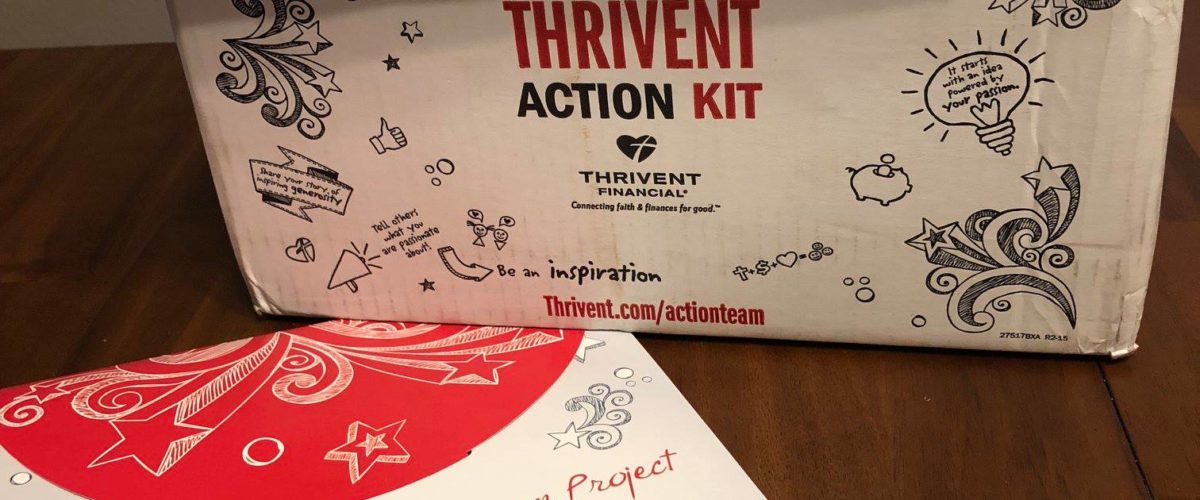 THRIVENT
ACTION KIT
THRIVENT
FINANCIAL®
Connecting faith & finances for good.™
It starts
with an idea
powered by
your passion.
Share your story of
inspiring generosity
Tell others
what you
are passionate
about!
Be an inspiration
Thrivent.com/actionteam
27517BXA R2-15
Project